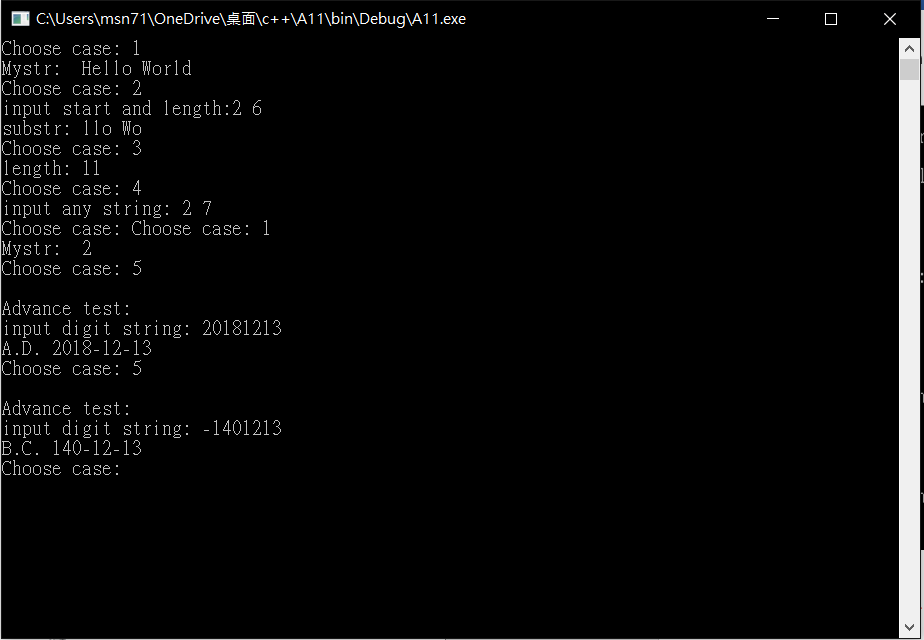 C:\Users\msn71\OneDrive\桌面\c++\A11\bin\Debug\A11.exe
Choose case: 1
Mystr:  Hello World
Choose case: 2
input start and length:2 6
substr: llo Wo
Choose case: 3
length: 11
Choose case: 4
input any string: 2 7
Choose case: Choose case: 1
Mystr:  2
Choose case: 5
Advance test:
input digit string: 20181213
A.D. 2018-12-13
Choose case: 5
Advance test:
input digit string: -1401213
B.C. 140-12-13
Choose case: